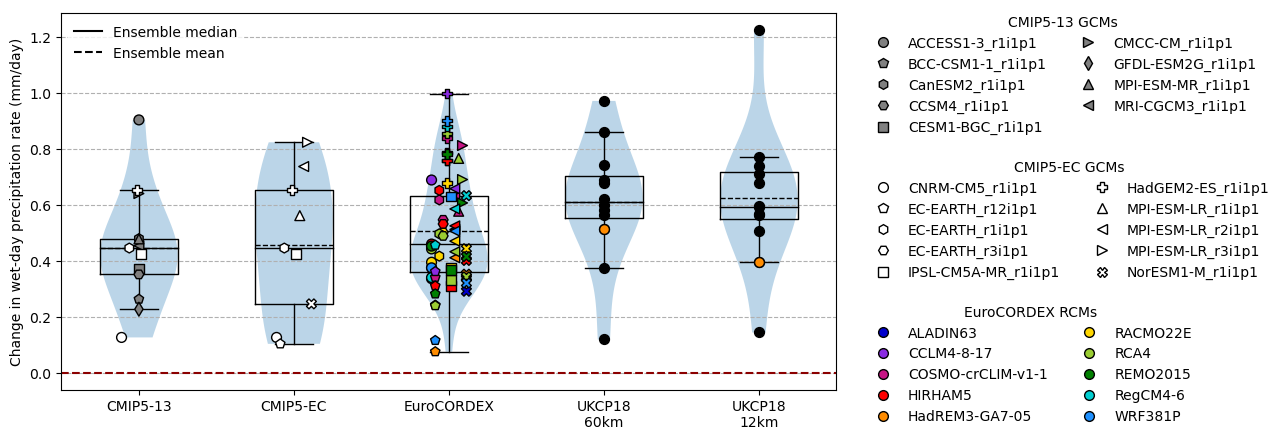 Change in wet-day precipitation rate (mm/day)
1.2
1.0
0.8
0.6
0.4
0.2
0.0
Ensemble median
Ensemble mean
CMIP5-13
CMIP5-EC
EuroCORDEX
UKCP18
60km
UKCP18
12km
CMIP5-13 GCMs
ACCESS1-3_r1i1p1
BCC-CSM1-1_r1i1p1
CanESM2_r1i1p1
CCSM4_r1i1p1
CESM1-BGC_r1i1p1
CMCC-CM_r1i1p1
GFDL-ESM2G_r1i1p1
MPI-ESM-MR_r1i1p1
MRI-CGCM3_r1i1p1
CMIP5-EC GCMs
CNRM-CM5_r1i1p1
EC-EARTH_r12i1p1
EC-EARTH_r1i1p1
EC-EARTH_r3i1p1
IPSL-CM5A-MR_r1i1p1
HadGEM2-ES_r1i1p1
MPI-ESM-LR_r1i1p1
MPI-ESM-LR_r2i1p1
MPI-ESM-LR_r3i1p1
NorESM1-M_r1i1p1
EuroCORDEX RCMs
ALADIN63
CCLM4-8-17
COSMO-crCLIM-v1-1
HIRHAM5
HadREM3-GA7-05
RACMO22E
RCA4
REMO2015
RegCM4-6
WRF381P